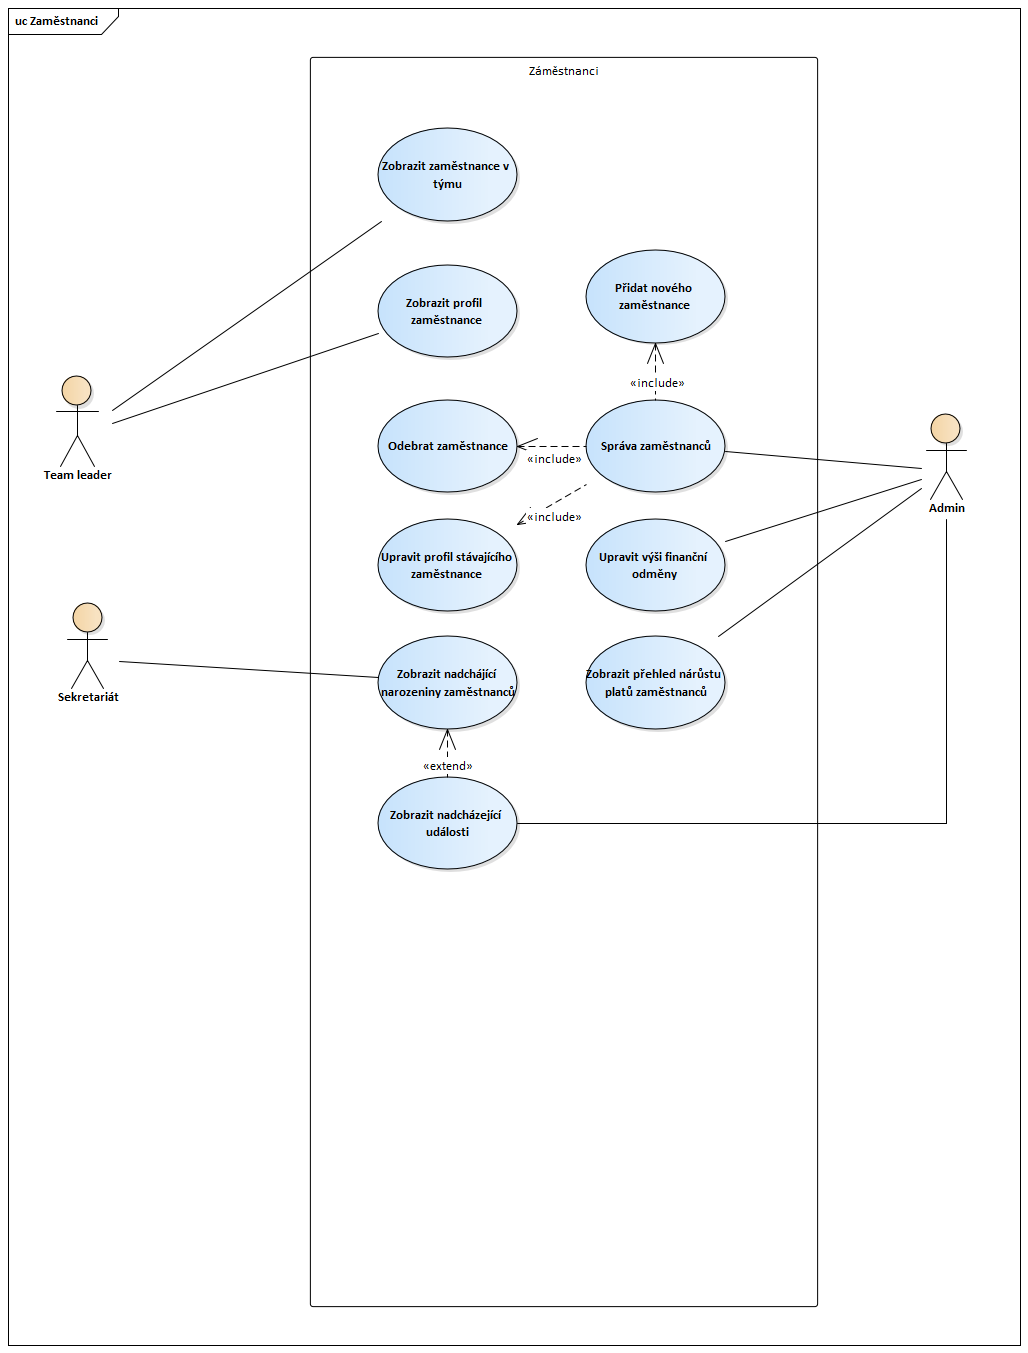 uc Zaměstnanci
Záměstnanci
Zobrazit zaměstnance v
týmu
Zobrazit profil
zaměstnance
Přidat nového
zaměstnance
«include»
Odebrat zaměstnance
Správa zaměstnanců
«include»
«include»
Team leader
Admin
Upravit profil stávajícího
zaměstnance
Upravit výši finanční
odměny
Zobrazit nadchájící
narozeniny zaměstnanců
Zobrazit přehled nárůstu
platů zaměstnanců
Sekretariát
«extend»
Zobrazit nadcházející
události